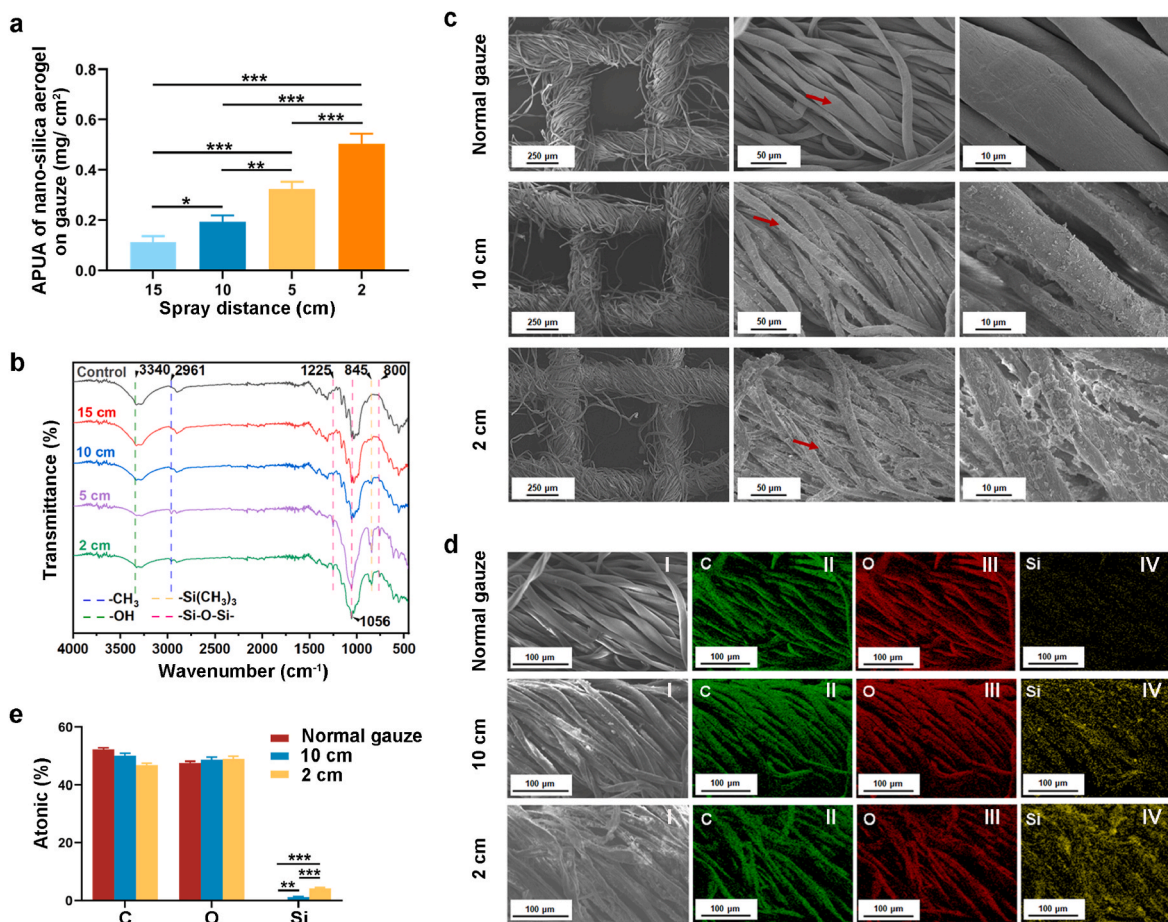 a
APUA of nano-silica aerogel
on gauze (mg/ cm²)
0.8
0.6
0.4
0.2
0.0
***
***
***
***
**
*
15
10
5
2
Spray distance (cm)
b
Transmittance (%)
Control
3340
2961
1225
845
800
15 cm
10 cm
5 cm
2 cm
-CH₃
-Si(CH₃)₃
-OH
-Si-O-Si-
1056
4000
3500
3000
2500
2000
1500
1000
500
Wavenumber (cm⁻¹)
e
Atonic (%)
60
40
20
0
Normal gauze
10 cm
2 cm
***
***
**
C
O
Si
c
Normal gauze
250 µm
50 µm
10 µm
10 cm
250 µm
50 µm
10 µm
2 cm
250 µm
50 µm
10 µm
d
Normal gauze
I
100 µm
C
II
100 µm
O
III
100 µm
Si
IV
100 µm
10 cm
I
100 µm
C
II
100 µm
O
III
100 µm
Si
IV
100 µm
2 cm
I
100 µm
C
II
100 µm
O
III
100 µm
Si
IV
100 µm